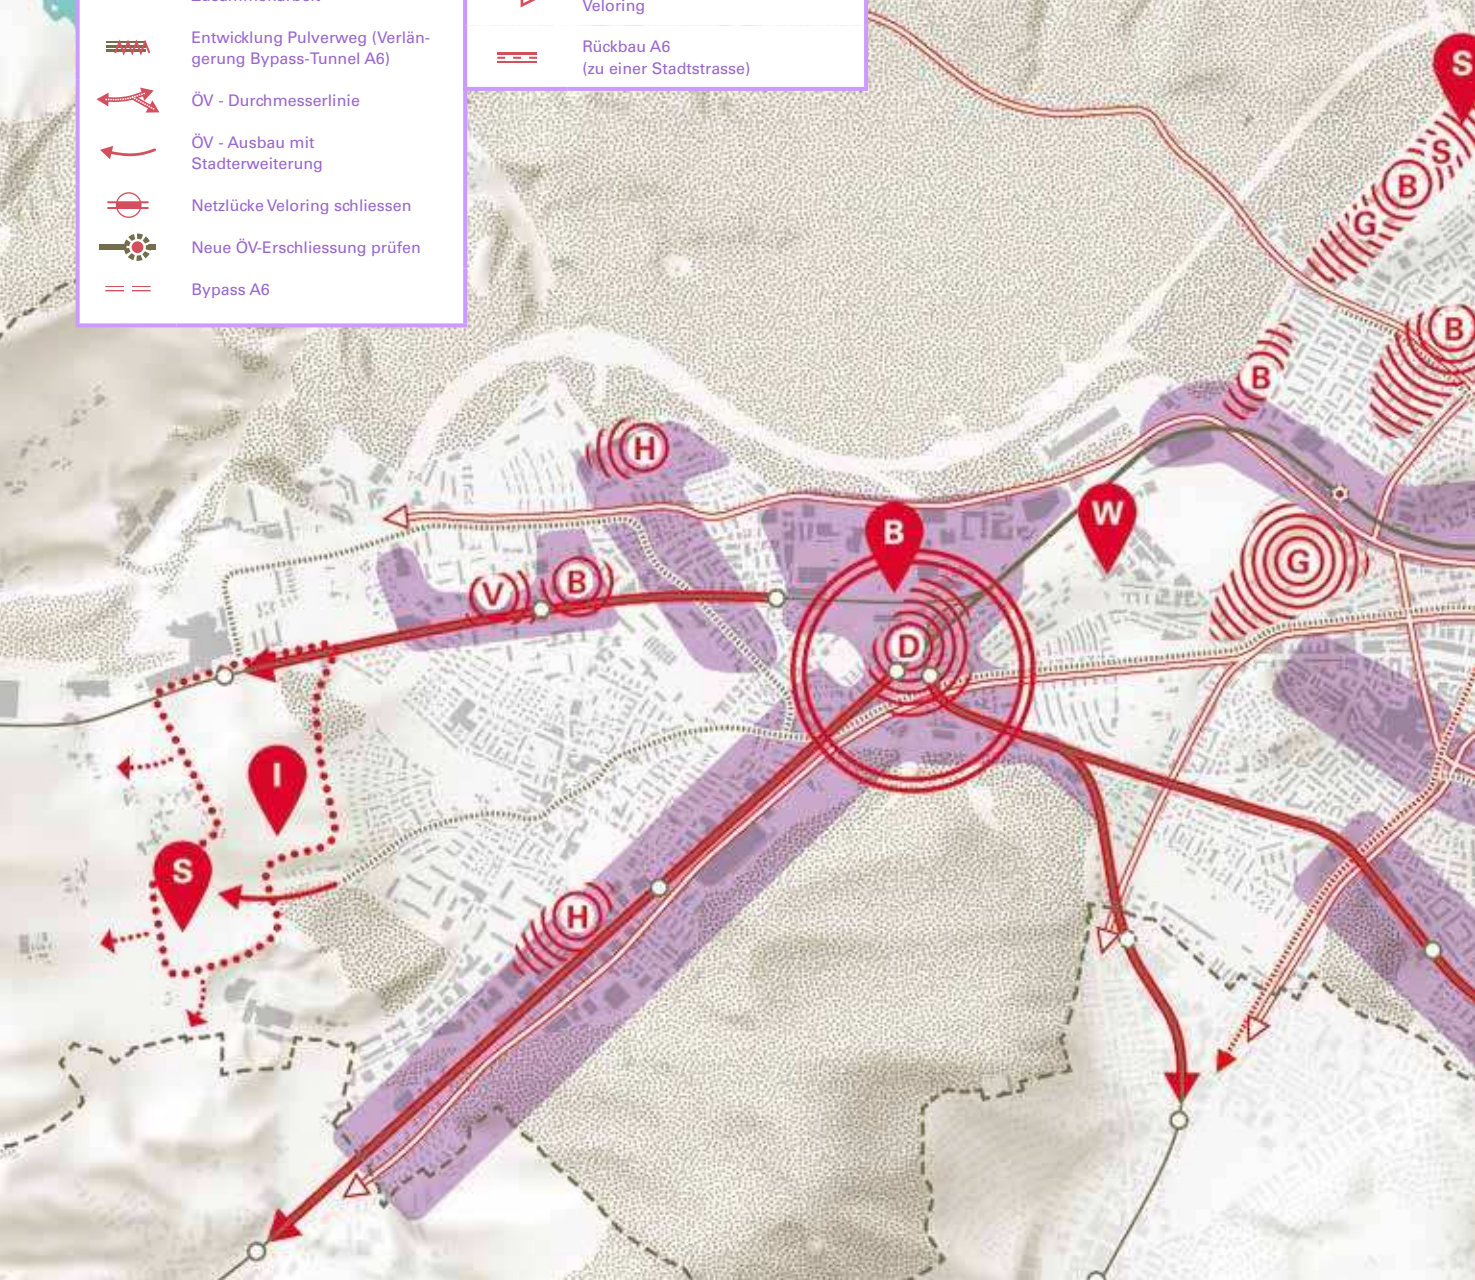 Zusammenarbeit
Entwicklung Pulverweg (Verlän-
gerung Bypass-Tunnel A6)
ÖV - Durchmesserlinie
ÖV - Ausbau mit
Stadterweiterung
Netzlücke Veloring schliessen
Neue ÖV-Erschliessung prüfen
Bypass A6
Veloring
Rückbau A6
(zu einer Stadtstrasse)
S
S
B
G
B
B
H
W
B
G
V
B
D
I
S
H